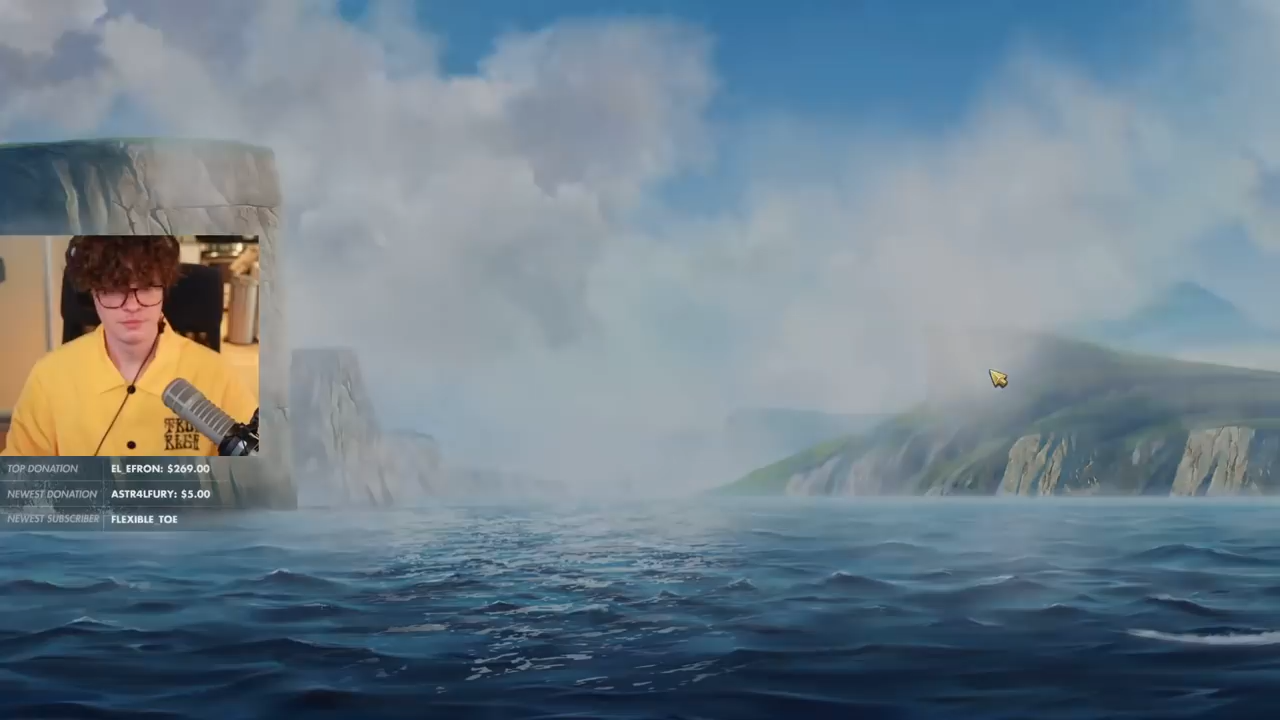 TOP DONATION EL_EFRON: $269.00
NEWEST DONATION ASTR4LFURY: $5.00
NEWEST SUBSCRIBER FLEXIBLE_TOE